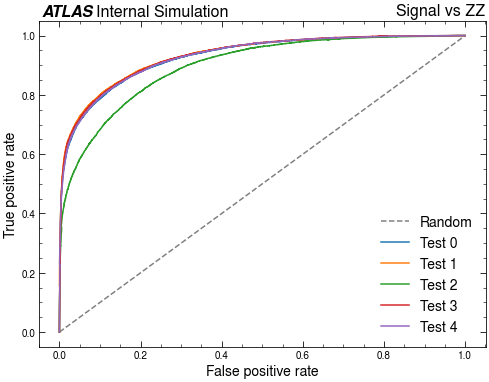 ATLAS Internal Simulation
Signal vs ZZ
1.0
0.8
0.6
0.4
0.2
0.0
True positive rate
Random
Test 0
Test 1
Test 2
Test 3
Test 4
0.0 0.2 0.4 0.6 0.8 1.0
False positive rate